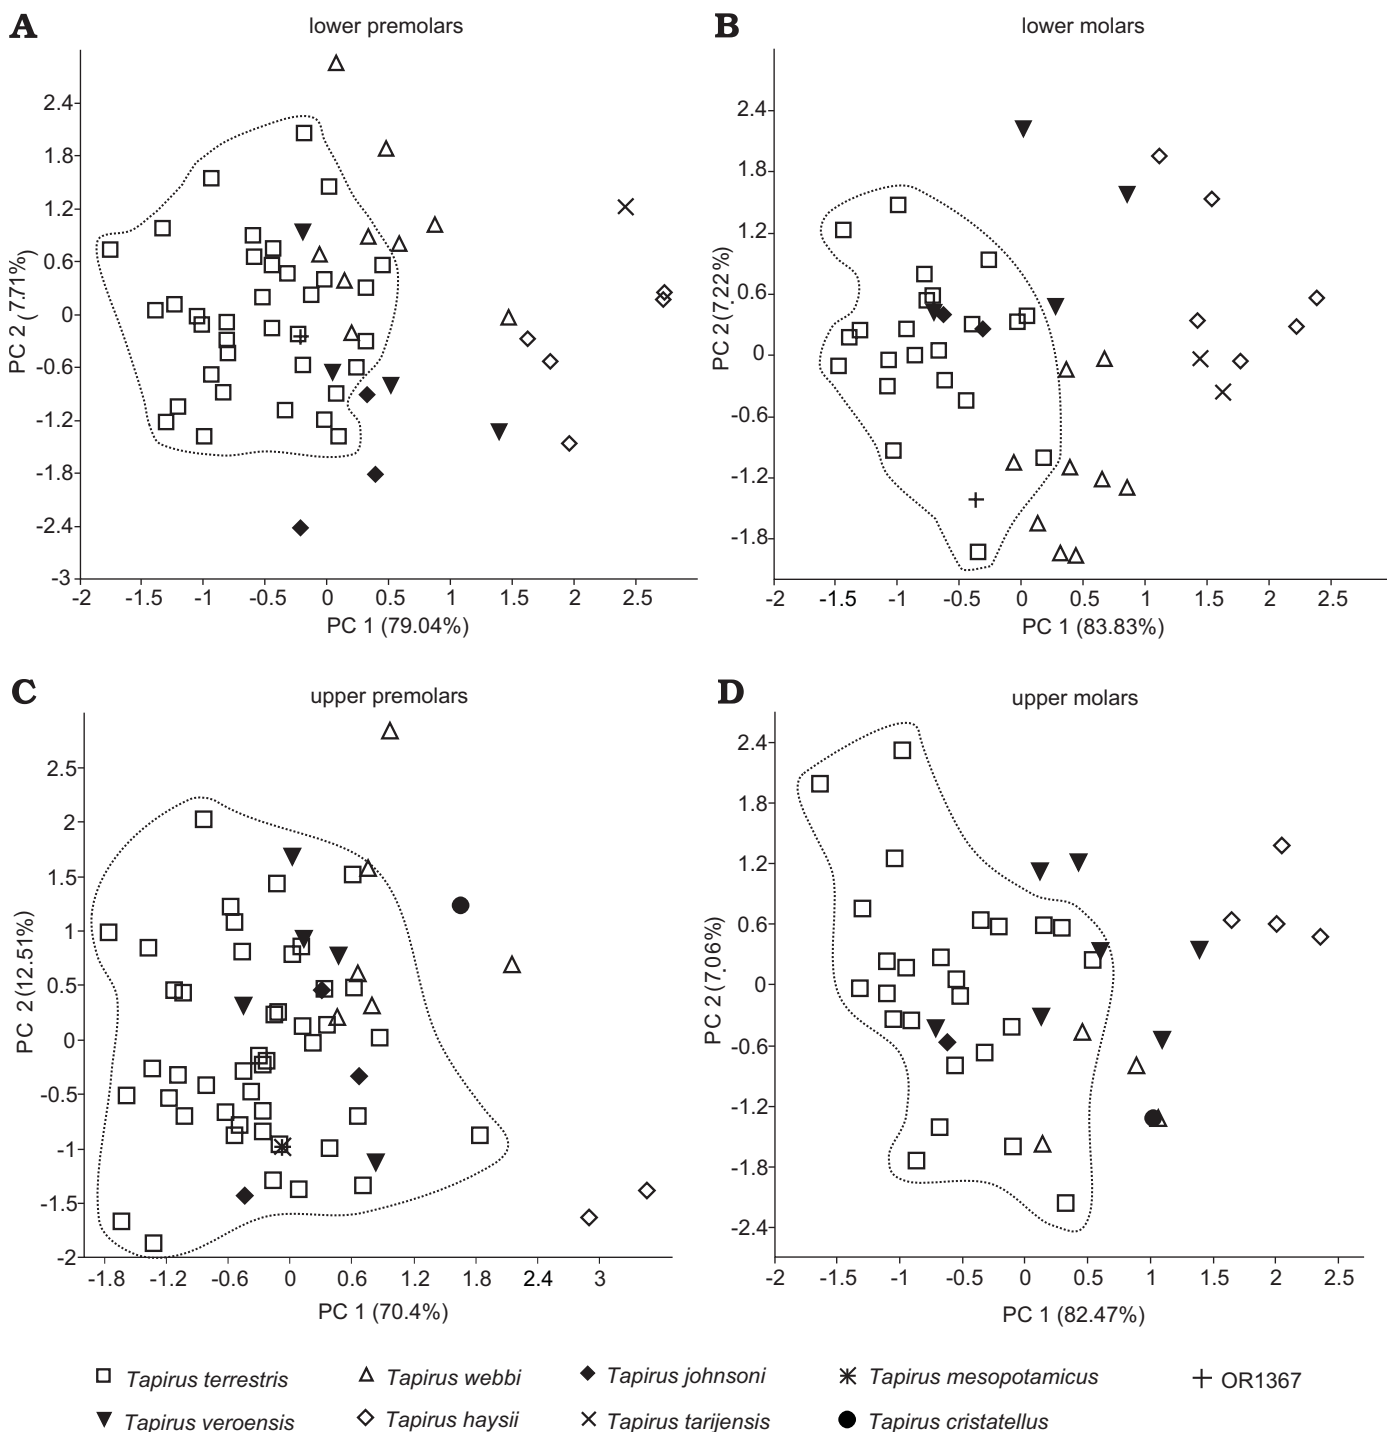 A
lower premolars
2.4
1.8
1.2
0.6
0
-0.6
-1.2
-1.8
-2.4
-3
PC 2 (7.71%)
-2 -1.5 -1 -0.5 0 0.5 1 1.5 2 2.5
PC 1 (79.04%)
B
lower molars
2.4
1.8
1.2
0.6
0
-0.6
-1.2
-1.8
PC 2 (7.22%)
-2 -1.5 -1 -0.5 0 0.5 1 1.5 2 2.5
PC 1 (83.83%)
C
upper premolars
2.5
2
1.5
1
0.5
0
-0.5
-1
-1.5
-2
PC 2 (12.51%)
-1.8 -1.2 -0.6 0 0.6 1.2 1.8 2.4 3
PC 1 (70.4%)
D
upper molars
2.4
1.8
1.2
0.6
0
-0.6
-1.2
-1.8
-2.4
PC 2 (7.06%)
-2 -1.5 -1 -0.5 0 0.5 1 1.5 2 2.5
PC 1 (82.47%)
Tapirus terrestris Tapirus webbi Tapirus johnsoni Tapirus mesopotamicus OR1367
Tapirus veroensis Tapirus haysii Tapirus tarijensis Tapirus cristatellus